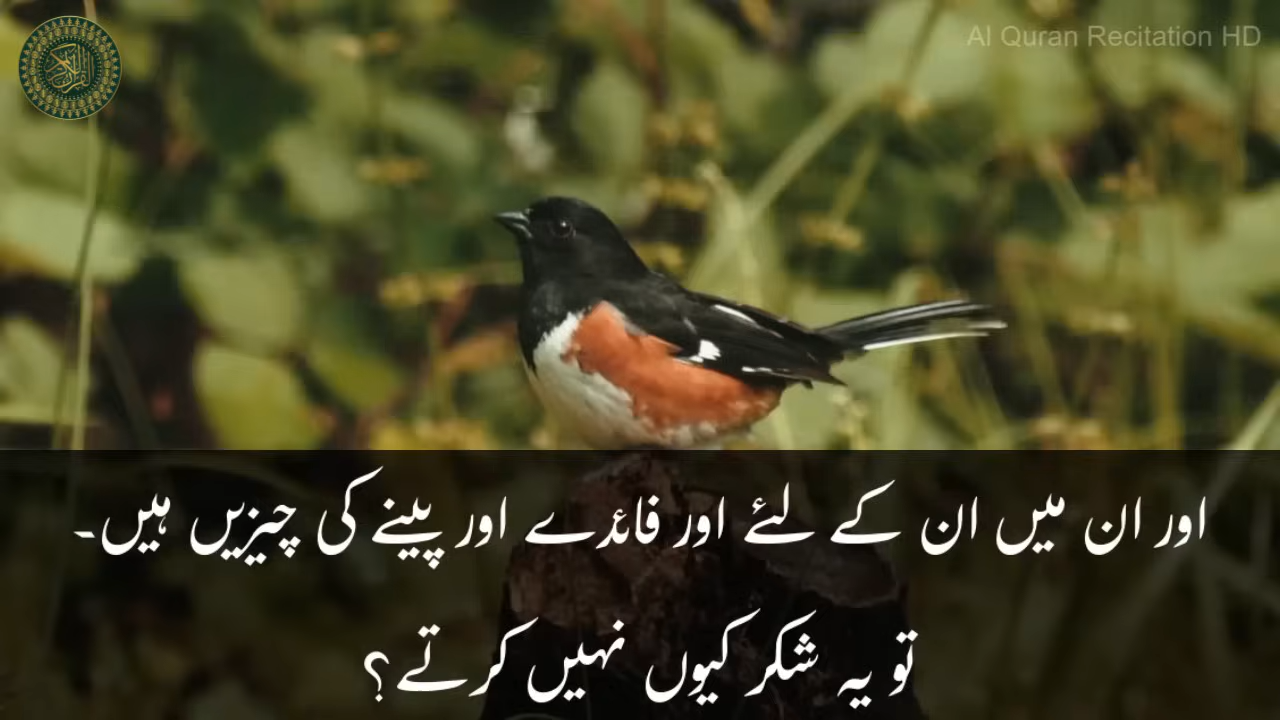 Al Quran Recitation HD
اور ان میں ان کے لئے اور فائدے اور پینے کی چیزیں ہیں۔
تو یہ شکر کیوں نہیں کرتے؟